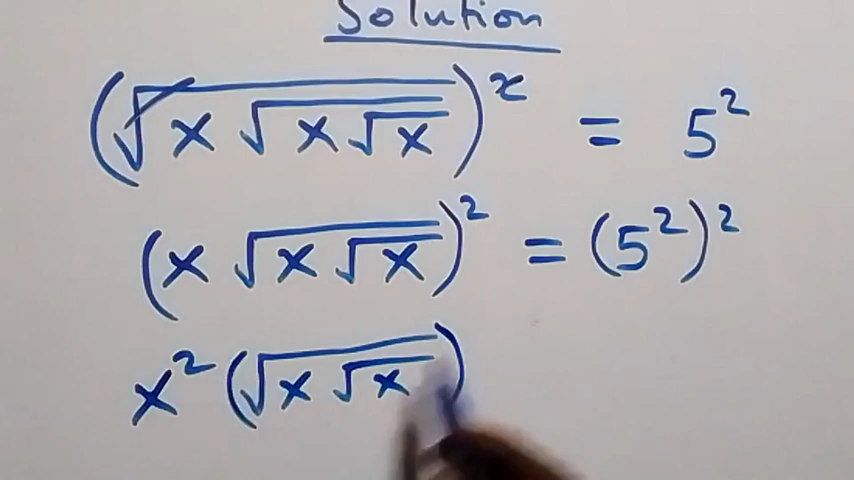 Solution
(√(x√(x√x)))^x = 5^2
(x√(x√x))^2 = (5^2)^2
x^2(√(x√x))